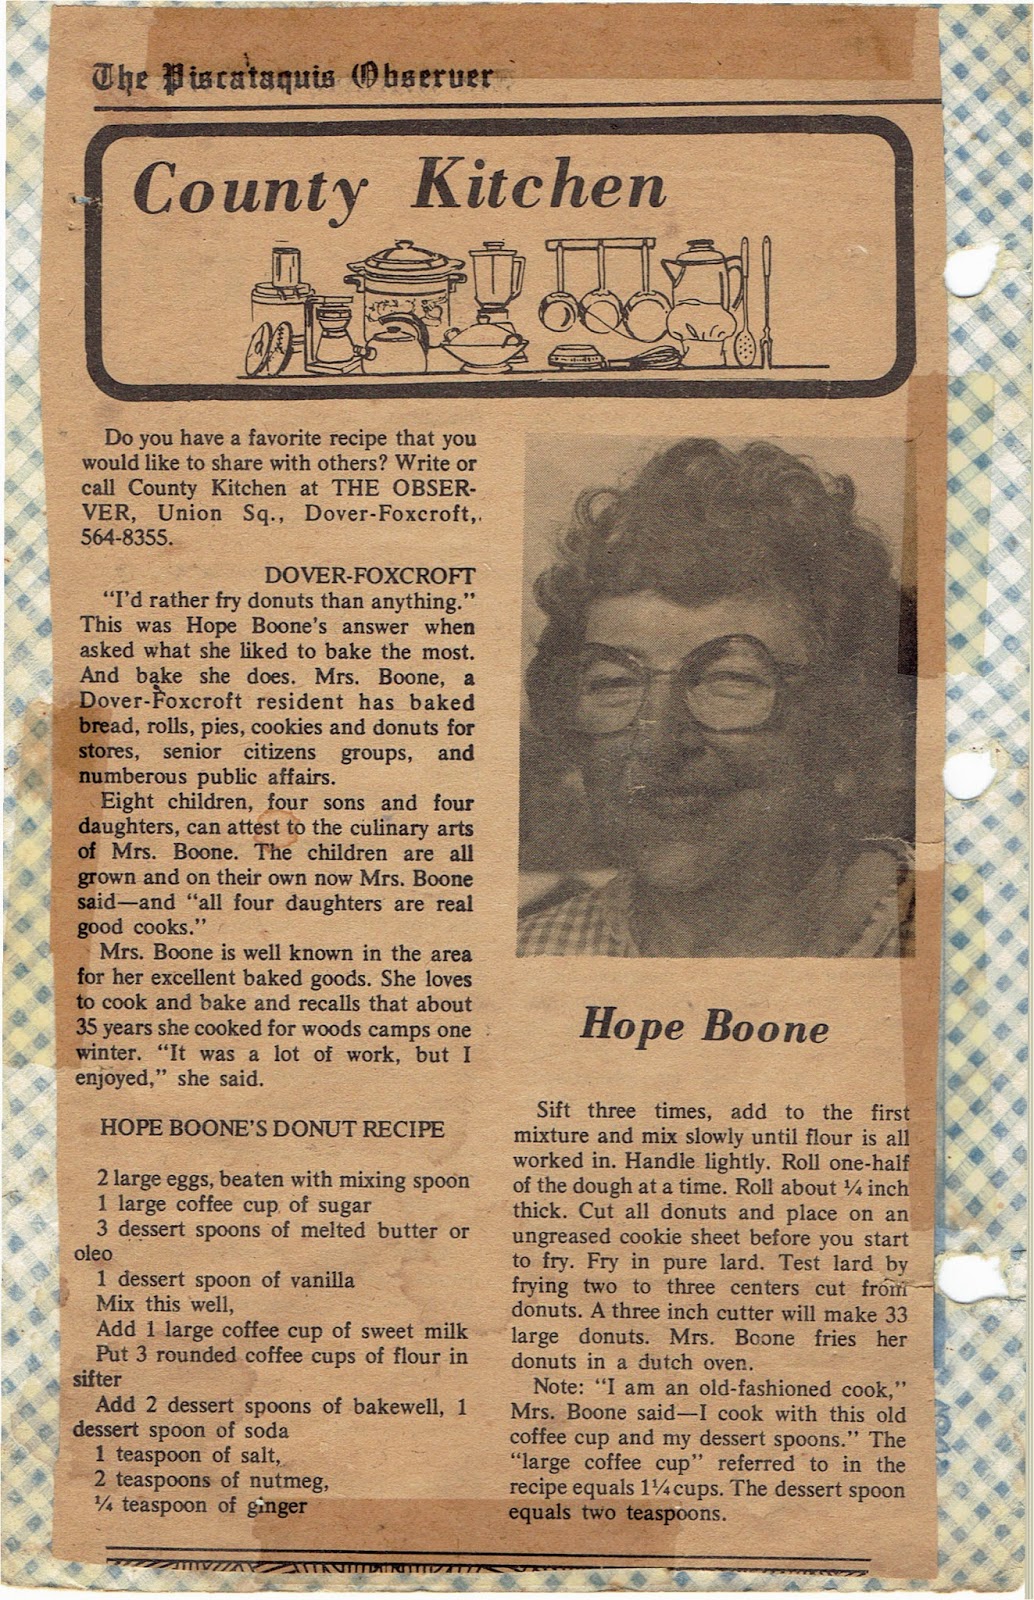 The Piscataquis Observer
County Kitchen
Do you have a favorite recipe that you
would like to share with others? Write or
call County Kitchen at THE OBSER-
VER, Union Sq., Dover-Foxcroft,
564-8355.
DOVER-FOXCROFT
“I’d rather fry donuts than anything.”
This was Hope Boone’s answer when
asked what she liked to bake the most.
And bake she does. Mrs. Boone, a
Dover-Foxcroft resident has baked
bread, rolls, pies, cookies and donuts for
stores, senior citizens groups, and
numberous public affairs.
Eight children, four sons and four
daughters, can attest to the culinary arts
of Mrs. Boone. The children are all
grown and on their own now Mrs. Boone
said—and “all four daughters are real
good cooks.”
Mrs. Boone is well known in the area
for her excellent baked goods. She loves
to cook and bake and recalls that about
35 years she cooked for woods camps one
winter. “It was a lot of work, but I
enjoyed,” she said.
HOPE BOONE’S DONUT RECIPE
2 large eggs, beaten with mixing spoon
1 large coffee cup of sugar
3 dessert spoons of melted butter or
oleo
1 dessert spoon of vanilla
Mix this well,
Add 1 large coffee cup of sweet milk
Put 3 rounded coffee cups of flour in
sifter
Add 2 dessert spoons of bakewell, 1
dessert spoon of soda
1 teaspoon of salt,
2 teaspoons of nutmeg,
¼ teaspoon of ginger
Hope Boone
Sift three times, add to the first
mixture and mix slowly until flour is all
worked in. Handle lightly. Roll one-half
of the dough at a time. Roll about ¼ inch
thick. Cut all donuts and place on an
ungreased cookie sheet before you start
to fry. Fry in pure lard. Test lard by
frying two to three centers cut from
donuts. A three inch cutter will make 33
large donuts. Mrs. Boone fries her
donuts in a dutch oven.
Note: “I am an old-fashioned cook,”
Mrs. Boone said—I cook with this old
coffee cup and my dessert spoons.” The
“large coffee cup” referred to in the
recipe equals 1¼ cups. The dessert spoon
equals two teaspoons.